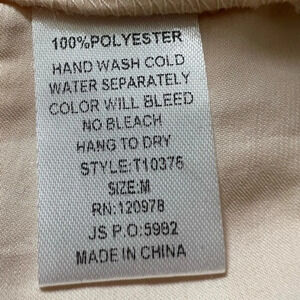 100%POLYESTER
HAND WASH COLD
WATER SEPARATELY
COLOR WILL BLEED
NO BLEACH
HANG TO DRY
STYLE:T10376
SIZE:M
RN:120978
JS P.O:5982
MADE IN CHINA